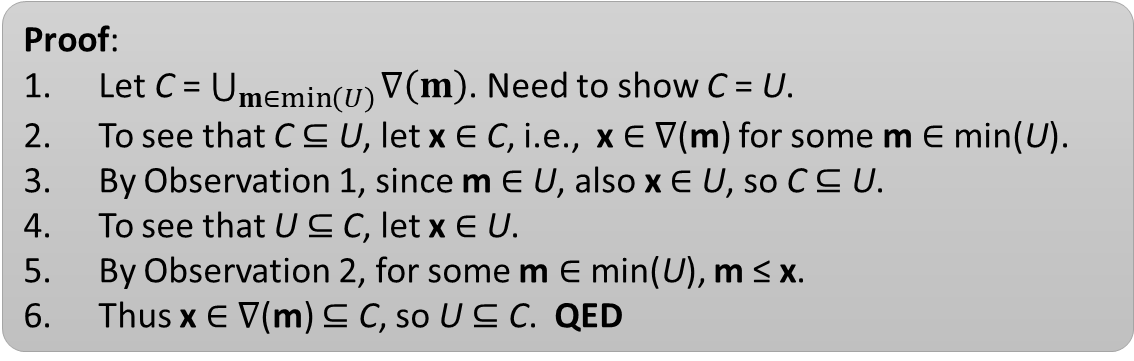 Proof:
1. Let C = ⋃𝐦∈min(U) ∇(𝐦). Need to show C = U.
2. To see that C ⊆ U, let 𝐱 ∈ C, i.e., 𝐱 ∈ ∇(𝐦) for some 𝐦 ∈ min(U).
3. By Observation 1, since 𝐦 ∈ U, also 𝐱 ∈ U, so C ⊆ U.
4. To see that U ⊆ C, let 𝐱 ∈ U.
5. By Observation 2, for some 𝐦 ∈ min(U), 𝐦 ≤ 𝐱.
6. Thus 𝐱 ∈ ∇(𝐦) ⊆ C, so U ⊆ C. QED